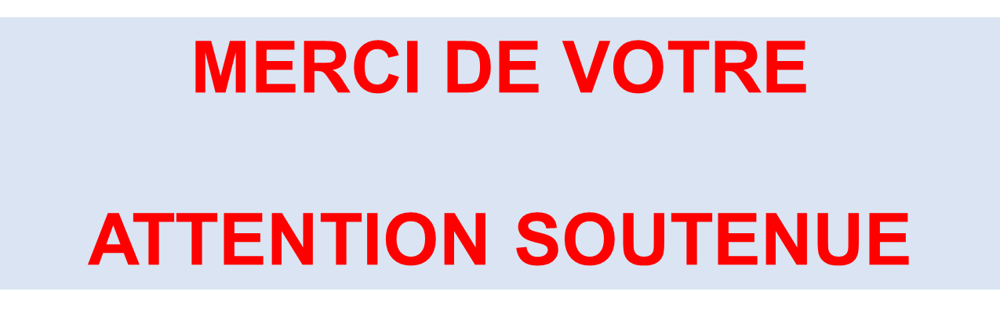 MERCI DE VOTRE
ATTENTION SOUTENUE